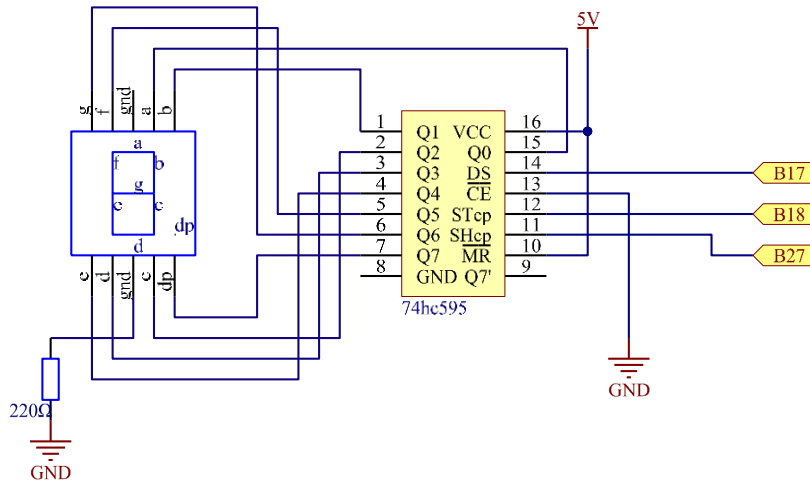 5V
g f gnd a b
a
f b
g
e c
dp
d
e d gnd c dp
220Ω
GND
1 Q1 VCC 16
2 Q2 Q0 15
3 Q3 DS 14
4 Q4 CE 13
5 Q5 STcp 12
6 Q6 SHcp 11
7 Q7 MR 10
8 GND Q7' 9
74hc595
B17
B18
B27
GND